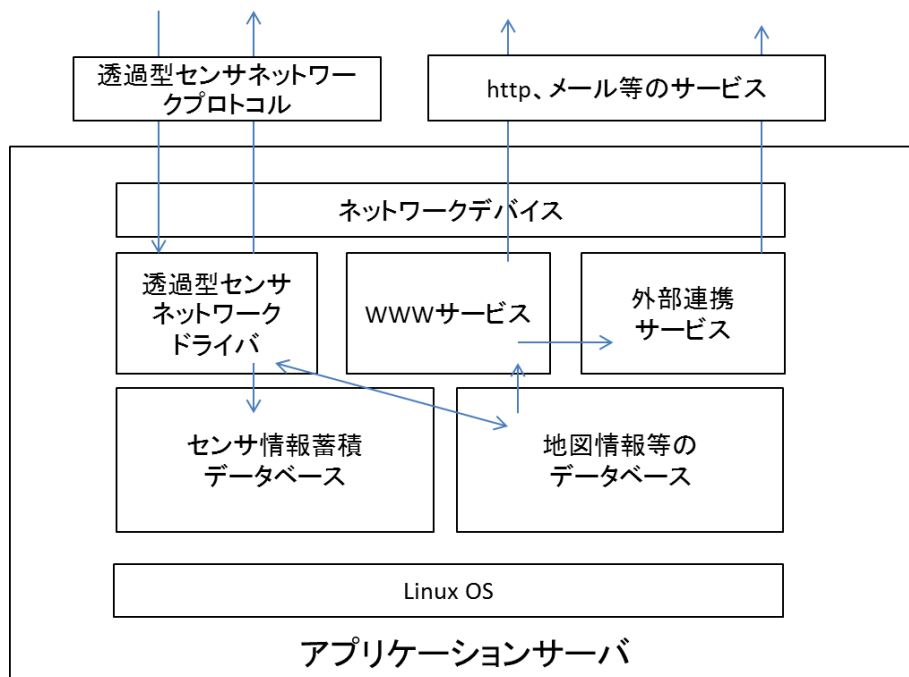 透過型センサネットワー
クプロトコル
http、メール等のサービス
ネットワークデバイス
透過型センサ
ネットワーク
ドライバ
WWWサービス
外部連携
サービス
センサ情報蓄積
データベース
地図情報等の
データベース
Linux OS
アプリケーションサーバ